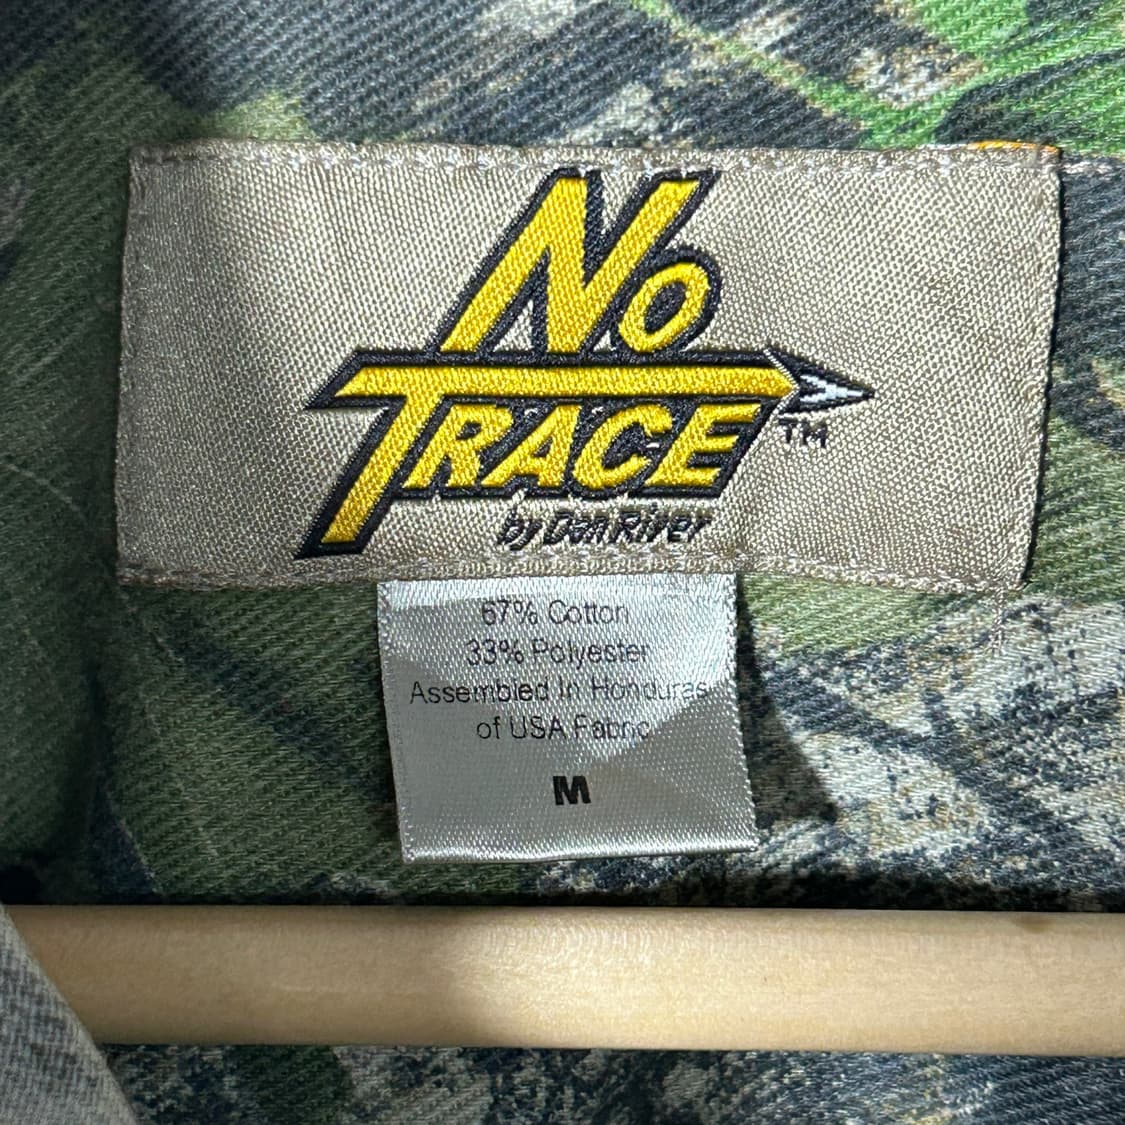 No
TRACE TM
by Dan River
67% Cotton
33% Polyester
Assembled In Honduras
of USA Fabric
M